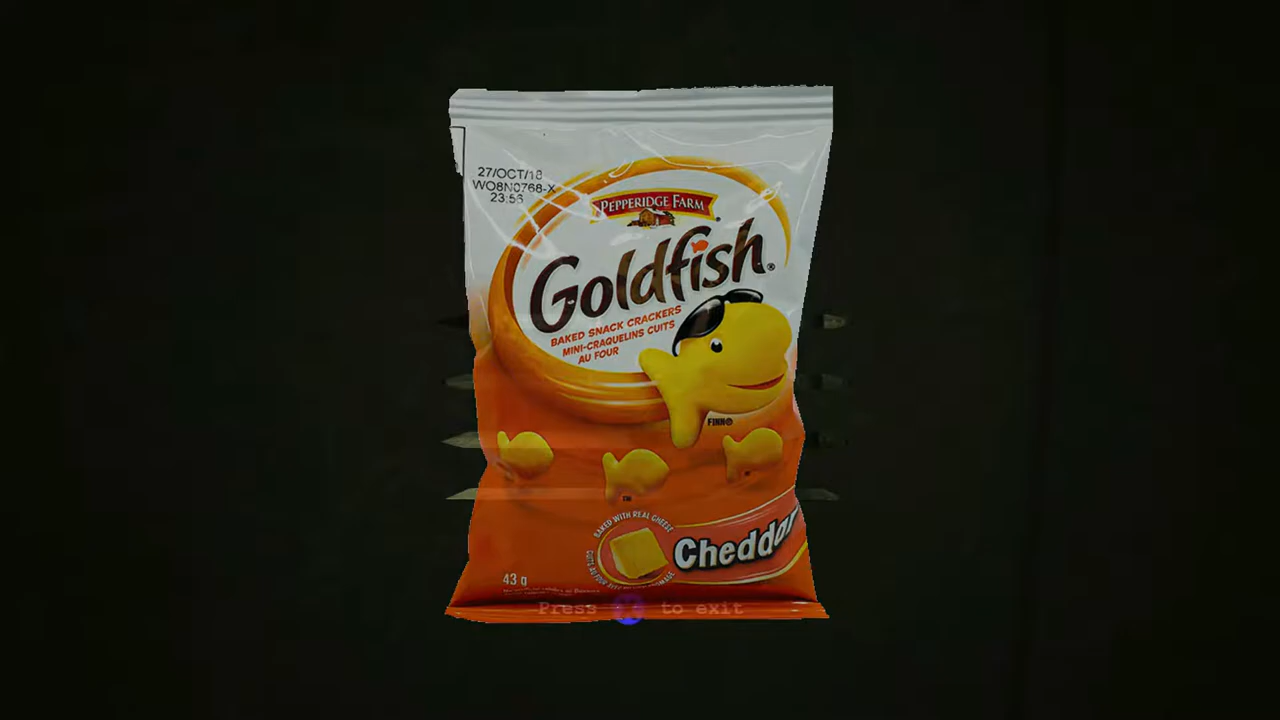 27/OCT/18
WO8N0768-X
23:56
PEPPERIDGE FARM
Goldfish®
BAKED SNACK CRACKERS
MINI-CRAQUELINS CUITS
AU FOUR
FINN®
TM
BAKED WITH REAL CHEESE
Cheddar
43 g
Press X to exit